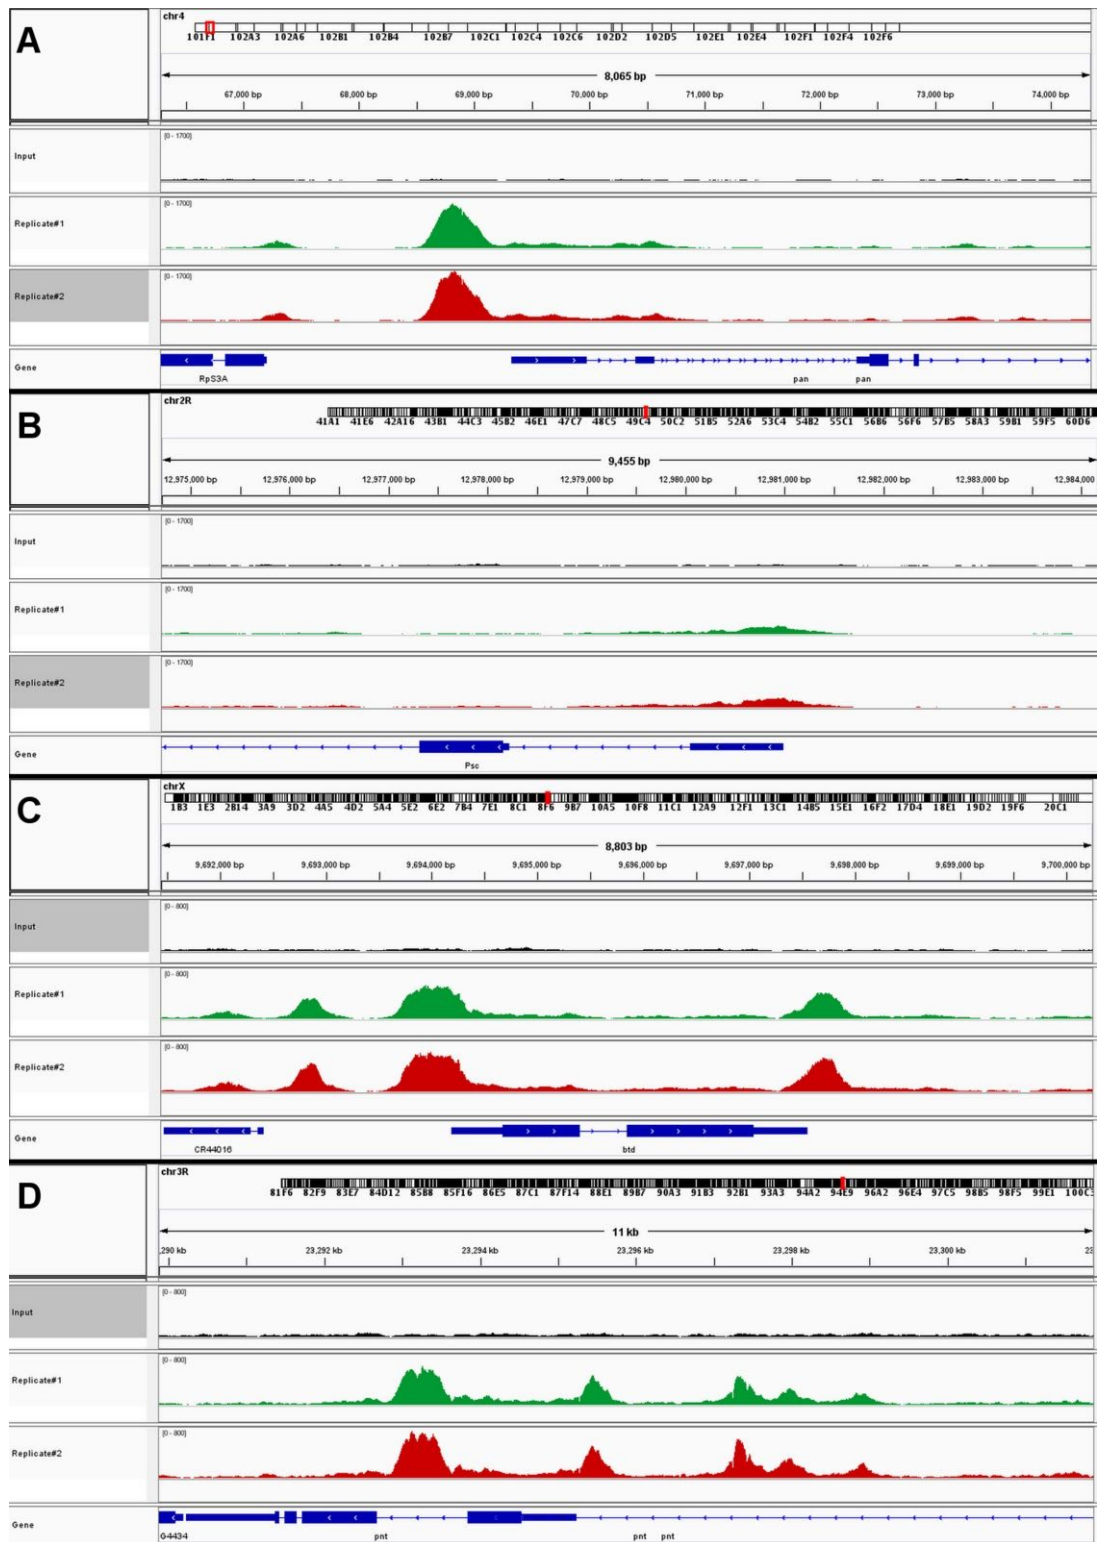 A
chr4
101F1 102A3 102A6 102B1 102B4 102B7 102C1 102C4 102C6 102D2 102D5 102E1 102E4 102F1 102F4 102F6
8,065 bp
67,000 bp 68,000 bp 69,000 bp 70,000 bp 71,000 bp 72,000 bp 73,000 bp 74,000 bp
[0 - 1700]
Input
[0 - 1700]
Replicate#1
[0 - 1700]
Replicate#2
Gene
RpS3A pan pan
B
chr2R
41A1 41E6 42A16 43B1 44C3 45B2 46E1 47C7 48C5 49C4 50C2 51B5 52A6 53C4 54B2 55C1 56B6 56F6 57B5 58A3 59B1 59F5 60D6
9,455 bp
12,975,000 bp 12,976,000 bp 12,977,000 bp 12,978,000 bp 12,979,000 bp 12,980,000 bp 12,981,000 bp 12,982,000 bp 12,983,000 bp 12,984,00
[0 - 1700]
Input
[0 - 1700]
Replicate#1
[0 - 1700]
Replicate#2
Gene
Psc
C
chrX
1B3 1E3 2B14 3A9 3D2 4A5 4D2 5A4 5E2 6E2 7B4 7E1 8C1 8F6 9B7 10A5 10F8 11C1 12A9 12F1 13C1 14B5 15E1 16F2 17D4 18E1 19D2 19F6 20C1
8,803 bp
9,692,000 bp 9,693,000 bp 9,694,000 bp 9,695,000 bp 9,696,000 bp 9,697,000 bp 9,698,000 bp 9,699,000 bp 9,700,000 bp
[0 - 800]
Input
[0 - 800]
Replicate#1
[0 - 800]
Replicate#2
Gene
CR44016 btd
D
chr3R
81F6 82F9 83E7 84D12 85B8 85F16 86E5 87C1 87F14 88E1 89B7 90A3 91B3 92B1 93A3 94A2 94E9 96A2 96E4 97C5 98B5 98F5 99E1 100C3
11 kb
,290 kb 23,292 kb 23,294 kb 23,296 kb 23,298 kb 23,300 kb 23
[0 - 800]
Input
[0 - 800]
Replicate#1
[0 - 800]
Replicate#2
Gene
G4434 pnt pnt pnt